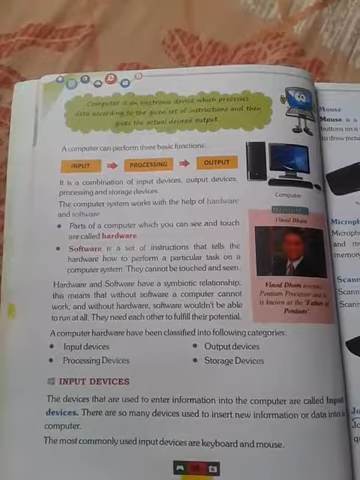 Computer is an electronic device which processes
data according to the given set of instructions and then
gives the actual desired output.
A computer can perform three basic functions:
INPUT PROCESSING OUTPUT
It is a combination of input devices, output devices,
processing and storage devices.
The computer system works with the help of hardware
and software
Parts of a computer which you can see and touch
are called hardware.
Software is a set of instructions that tells the
hardware how to perform a particular task on a
computer system. They cannot be touched and seen.
Hardware and Software have a symbiotic relationship;
this means that without software a computer cannot
work, and without hardware, software wouldn't be able
to run at all. They need each other to fulfill their potential.
Computer
Vinod Dham
Vinod Dham
Pentium Processor and
is known as the 'Father of
Pentium'
A computer hardware have been classified into following categories:
Input devices
Output devices
Processing Devices
Storage Devices
INPUT DEVICES
The devices that are used to enter information into the computer are called Input
devices. There are so many devices used to insert new information or data into a
computer.
The most commonly used input devices are keyboard and mouse.
Mouse
Mouse is a
buttons on a
to draw
Microph
Microph
and
memory
Scann
Scann
Scann